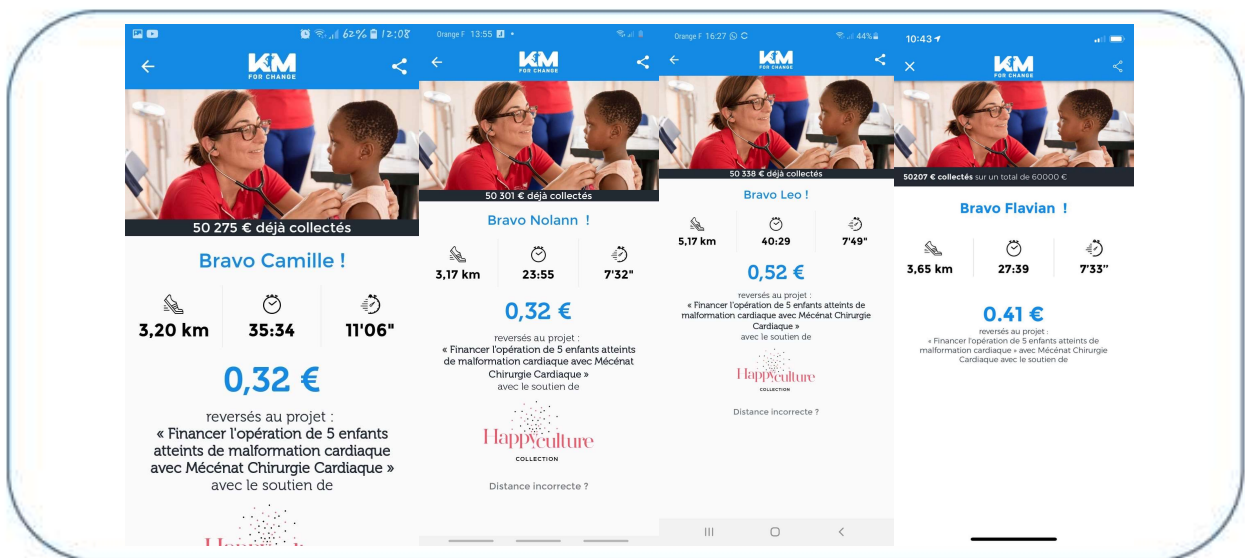 62% 12:08
KM
FOR CHANGE
50 275 € déjà collectés
Bravo Camille !
3,20 km 35:34 11'06"
0,32 €
reversés au projet :
« Financer l'opération de 5 enfants
atteints de malformation cardiaque
avec Mécénat Chirurgie Cardiaque »
avec le soutien de
Orange F 13:55
KM
FOR CHANGE
50 301 € déjà collectés
Bravo Nolann !
3,17 km 23:55 7'32"
0,32 €
reversés au projet :
« Financer l'opération de 5 enfants atteints
de malformation cardiaque avec Mécénat
Chirurgie Cardiaque »
avec le soutien de
Happyculture
COLLECTION
Distance incorrecte ?
Orange F 16:27 44%
KM
FOR CHANGE
50 338 € déjà collectés
Bravo Leo !
5,17 km 40:29 7'49"
0,52 €
reversés au projet :
« Financer l'opération de 5 enfants atteints de
malformation cardiaque avec Mécénat Chirurgie
Cardiaque »
avec le soutien de
Happyculture
COLLECTION
Distance incorrecte ?
10:43
KM
FOR CHANGE
50207 € collectés sur un total de 60000 €
Bravo Flavian !
3,65 km 27:39 7'33''
0.41 €
reversés au projet :
« Financer l'opération de 5 enfants atteints de
malformation cardiaque » avec Mécénat Chirurgie
Cardiaque avec le soutien de